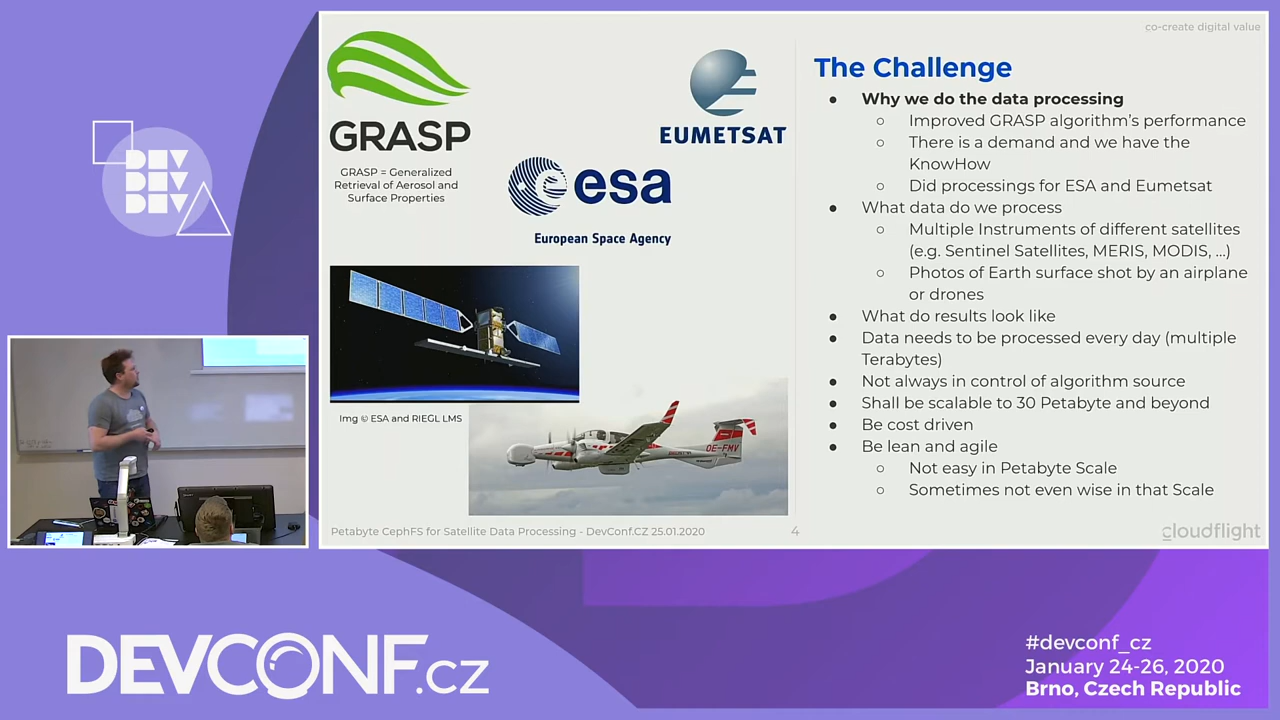 co-create digital value
GRASP
GRASP = Generalized
Retrieval of Aerosol and
Surface Properties
EUMETSAT
esa
European Space Agency
Img © ESA and RIEGL LMS
OE-FMV
The Challenge
● Why we do the data processing
○ Improved GRASP algorithm's performance
○ There is a demand and we have the
KnowHow
○ Did processings for ESA and Eumetsat
● What data do we process
○ Multiple Instruments of different satellites
(e.g. Sentinel Satellites, MERIS, MODIS, ...)
○ Photos of Earth surface shot by an airplane
or drones
● What do results look like
● Data needs to be processed every day (multiple
Terabytes)
● Not always in control of algorithm source
● Shall be scalable to 30 Petabyte and beyond
● Be cost driven
● Be lean and agile
○ Not easy in Petabyte Scale
○ Sometimes not even wise in that Scale
Petabyte CephFS for Satellite Data Processing - DevConf.CZ 25.01.2020
4
cloudflight
DEV
DEV
DEV
DEVCONF.cz
#devconf_cz
January 24-26, 2020
Brno, Czech Republic